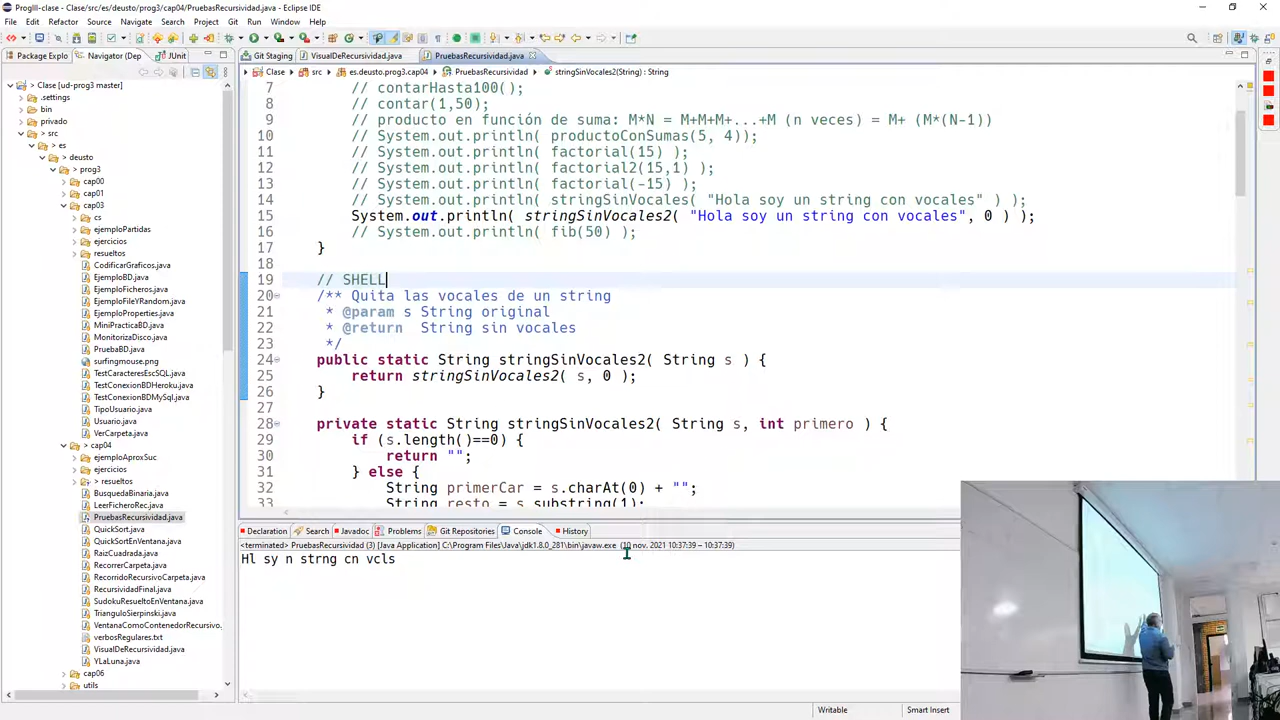 ProgIII-clase - Clase/src/es/deusto/prog3/cap04/PruebasRecursividad.java - Eclipse IDE
File Edit Refactor Source Navigate Search Project Git Run Window Help
Package Explo Navigator (Dep JUnit
Git Staging VisualDeRecursividad.java PruebasRecursividad.java
Clase src es.deusto.prog3.cap04 PruebasRecursividad stringSinVocales2(String) : String
> Clase [ud-prog3 master]
.settings
bin
privado
> src
> es
> deusto
> prog3
cap00
cap01
> cap03
cs
ejemploPartidas
ejercicios
resueltos
CodificarGraficos.java
EjemploBD.java
EjemploFicheros.java
EjemploFileYRandom.java
EjemploProperties.java
MiniPracticaBD.java
MonitorizaDisco.java
PruebaBD.java
surfingmouse.png
TestCaracteresEscSQL.java
TestConexionBDHeroku.java
TestConexionBDMySql.java
TipoUsuario.java
Usuario.java
VerCarpeta.java
> cap04
ejemploAproxSuc
ejercicios
> resueltos
BusquedaBinaria.java
LeerFicheroRec.java
PruebasRecursividad.java
QuickSort.java
QuickSortEnVentana.java
RaizCuadrada.java
RecorrerCarpeta.java
RecorridoRecursivoCarpeta.java
RecursividadFinal.java
SudokuResueltoEnVentana.java
TrianguloSierpinski.java
VentanaComoContenedorRecursivo.
verbosRegulares.txt
VisualDeRecursividad.java
YLaLuna.java
cap06
utils
7 // contarHasta100();
8 // contar(1,50);
9 // producto en función de suma: M*N = M+M+M+...+M (n veces) = M+ (M*(N-1))
10 // System.out.println( productoConSumas(5, 4));
11 // System.out.println( factorial(15) );
12 // System.out.println( factorial2(15,1) );
13 // System.out.println( factorial(-15) );
14 // System.out.println( stringSinVocales( "Hola soy un string con vocales" ) );
15 System.out.println( stringSinVocales2( "Hola soy un string con vocales", 0 ) );
16 // System.out.println( fib(50) );
17 }
18
19 // SHELL
20 /** Quita las vocales de un string
21 * @param s String original
22 * @return  String sin vocales
23 */
24 public static String stringSinVocales2( String s ) {
25 return stringSinVocales2( s, 0 );
26 }
27
28 private static String stringSinVocales2( String s, int primero ) {
29 if (s.length()==0) {
30 return "";
31 } else {
32 String primerCar = s.charAt(0) + "";
33 String resto = s.substring(1);
Declaration Search Javadoc Problems Git Repositories Console History
<terminated> PruebasRecursividad (3) [Java Application] C:\Program Files\Java\jdk1.8.0_281\bin\javaw.exe (10 nov. 2021 10:37:39 – 10:37:39)
Hl sy n strng cn vcls
Writable Smart Insert